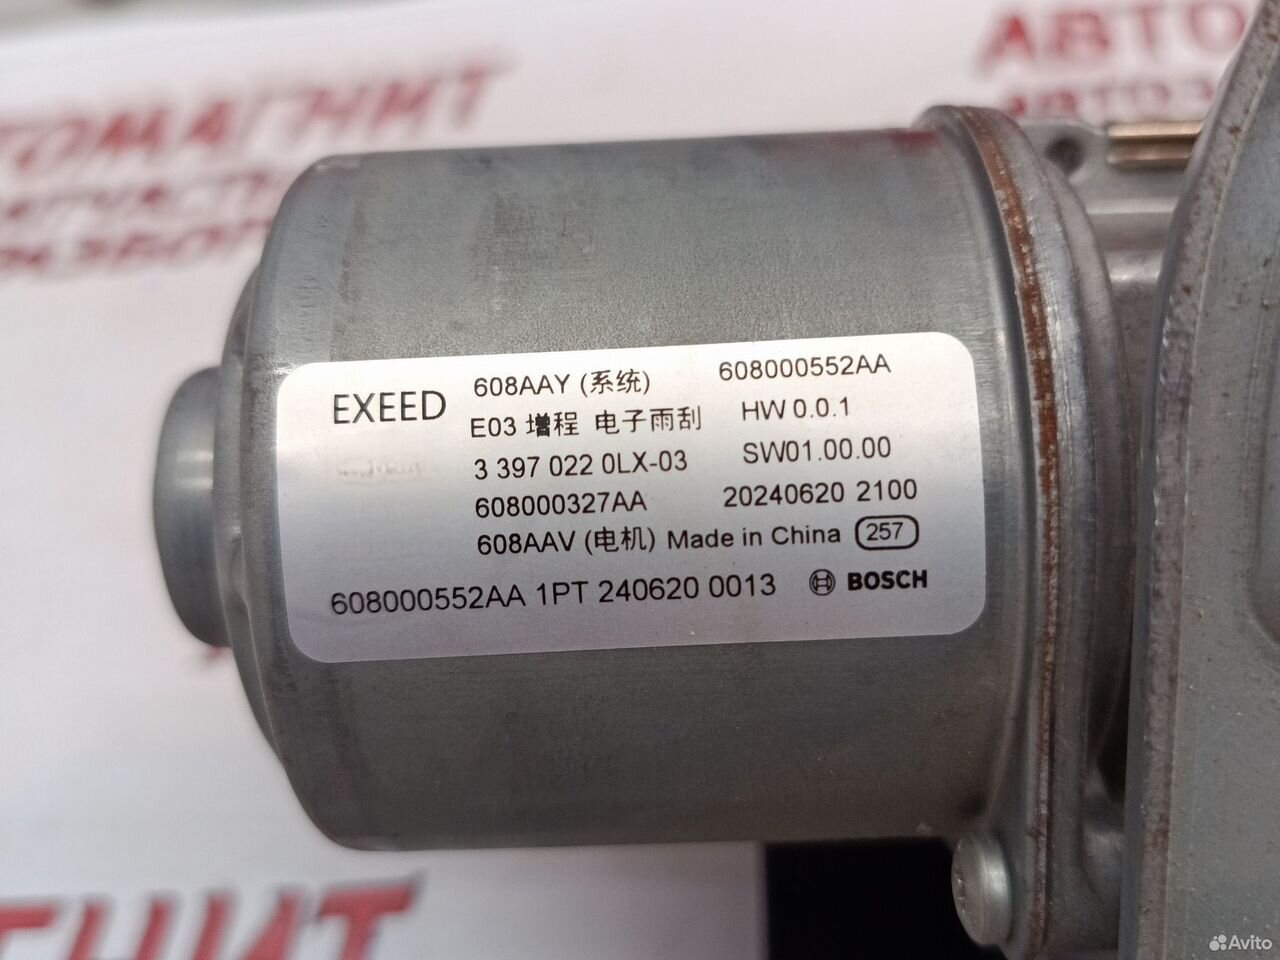 АВТО
ТОМАГНИТ
EXEED
608AAY (系统) 608000552AA
E03 增程 电子雨刮 HW 0.0.1
3 397 022 0LX-03 SW01.00.00
608000327AA 20240620 2100
608AAV (电机) Made in China 257
608000552AA 1PT 240620 0013 BOSCH
ГНИТ
Avito